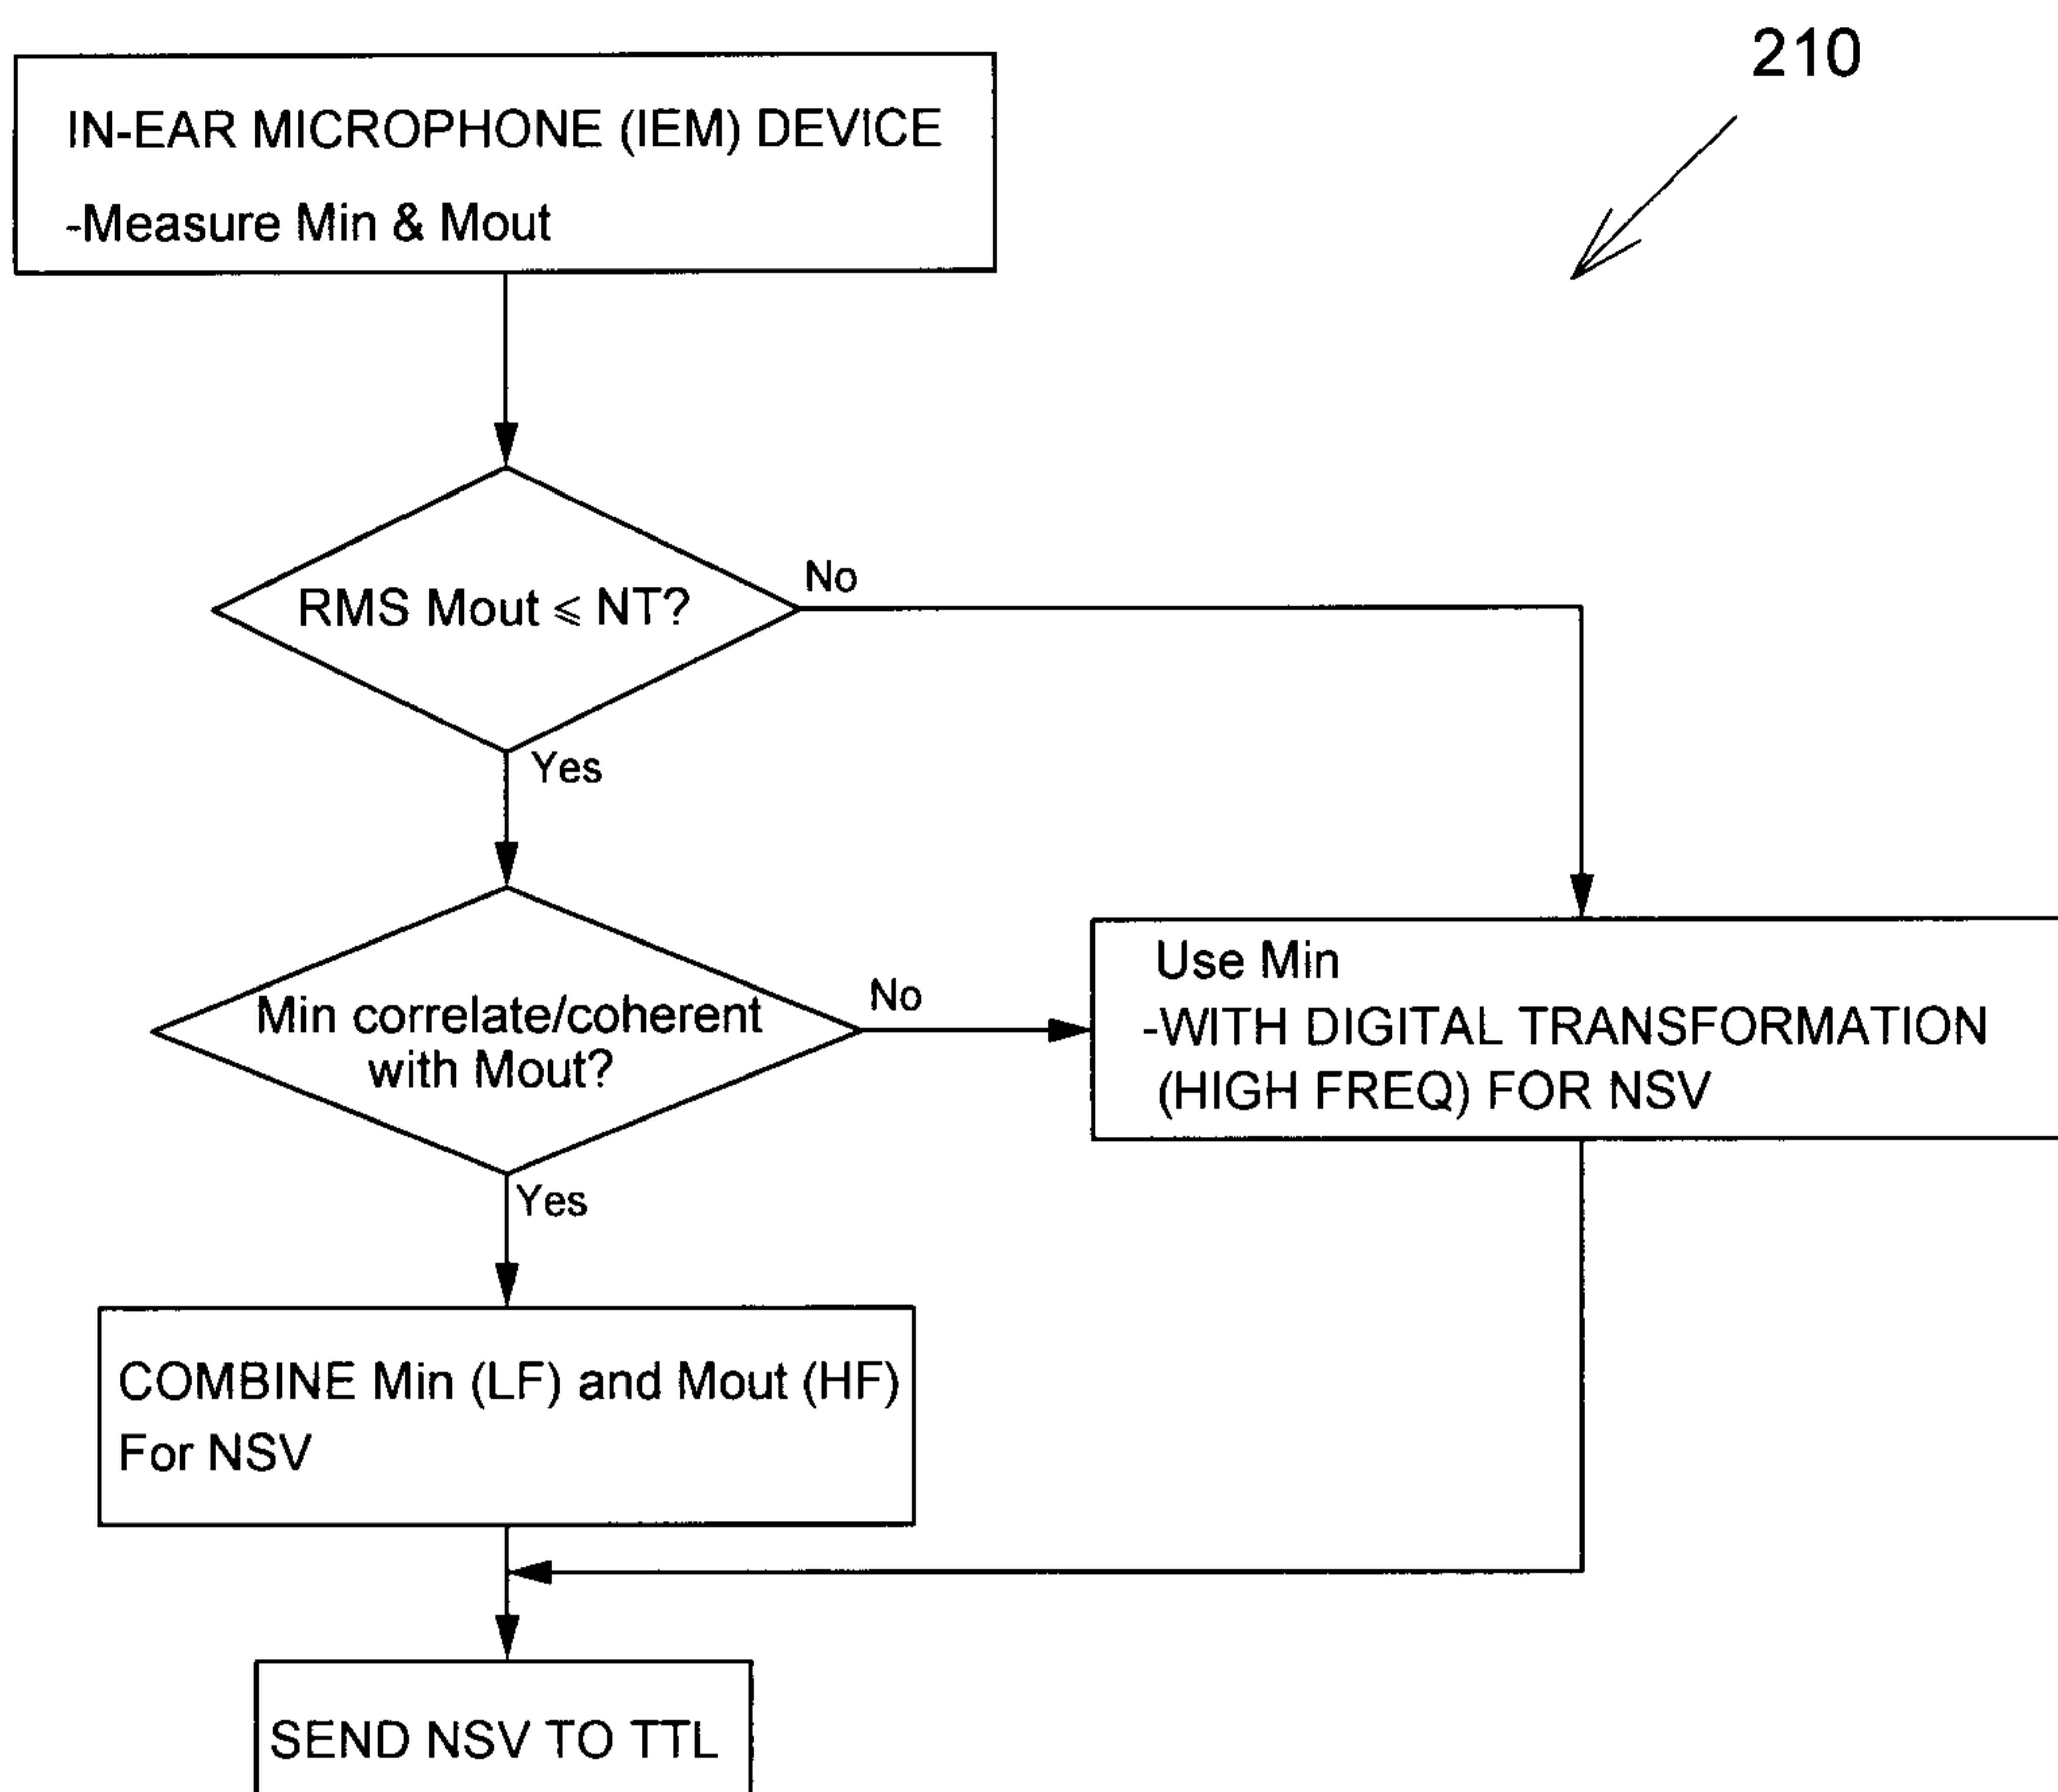 210
IN-EAR MICROPHONE (IEM) DEVICE
-Measure Min & Mout
RMS Mout ⩽ NT?
No
Yes
Min correlate/coherent
with Mout?
No
Yes
Use Min
-WITH DIGITAL TRANSFORMATION
(HIGH FREQ) FOR NSV
COMBINE Min (LF) and Mout (HF)
For NSV
SEND NSV TO TTL